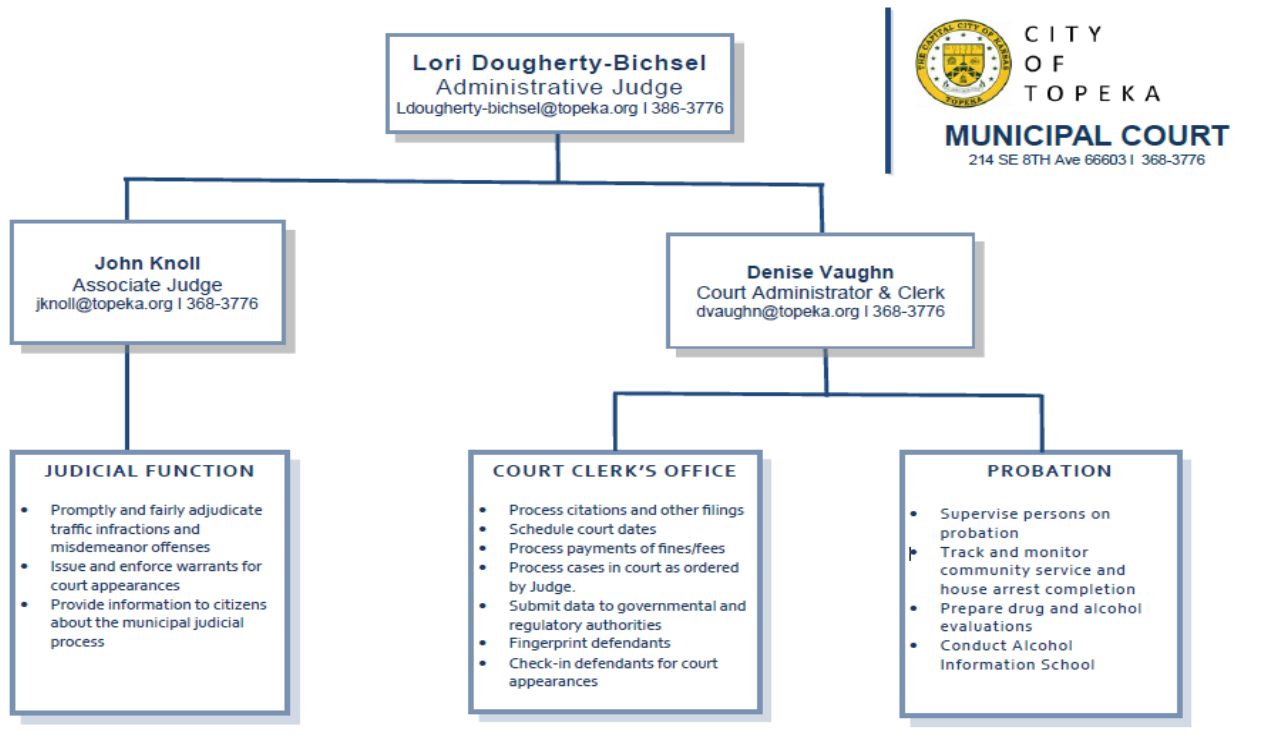 Lori Dougherty-Bichsel
Administrative Judge
Ldougherty-bichsel@topeka.org I 386-3776
THE CAPITAL CITY OF KANSAS
TOPEKA
CITY
OF
TOPEKA
MUNICIPAL COURT
214 SE 8TH Ave 66603 I 368-3776
John Knoll
Associate Judge
jknoll@topeka.org I 368-3776
Denise Vaughn
Court Administrator & Clerk
dvaughn@topeka.org I 368-3776
JUDICIAL FUNCTION
• Promptly and fairly adjudicate
traffic infractions and
misdemeanor offenses
• Issue and enforce warrants for
court appearances
• Provide information to citizens
about the municipal judicial
process
COURT CLERK’S OFFICE
• Process citations and other filings
• Schedule court dates
• Process payments of fines/fees
• Process cases in court as ordered
by Judge.
• Submit data to governmental and
regulatory authorities
• Fingerprint defendants
• Check-in defendants for court
appearances
PROBATION
• Supervise persons on
probation
• Track and monitor
community service and
house arrest completion
• Prepare drug and alcohol
evaluations
• Conduct Alcohol
Information School